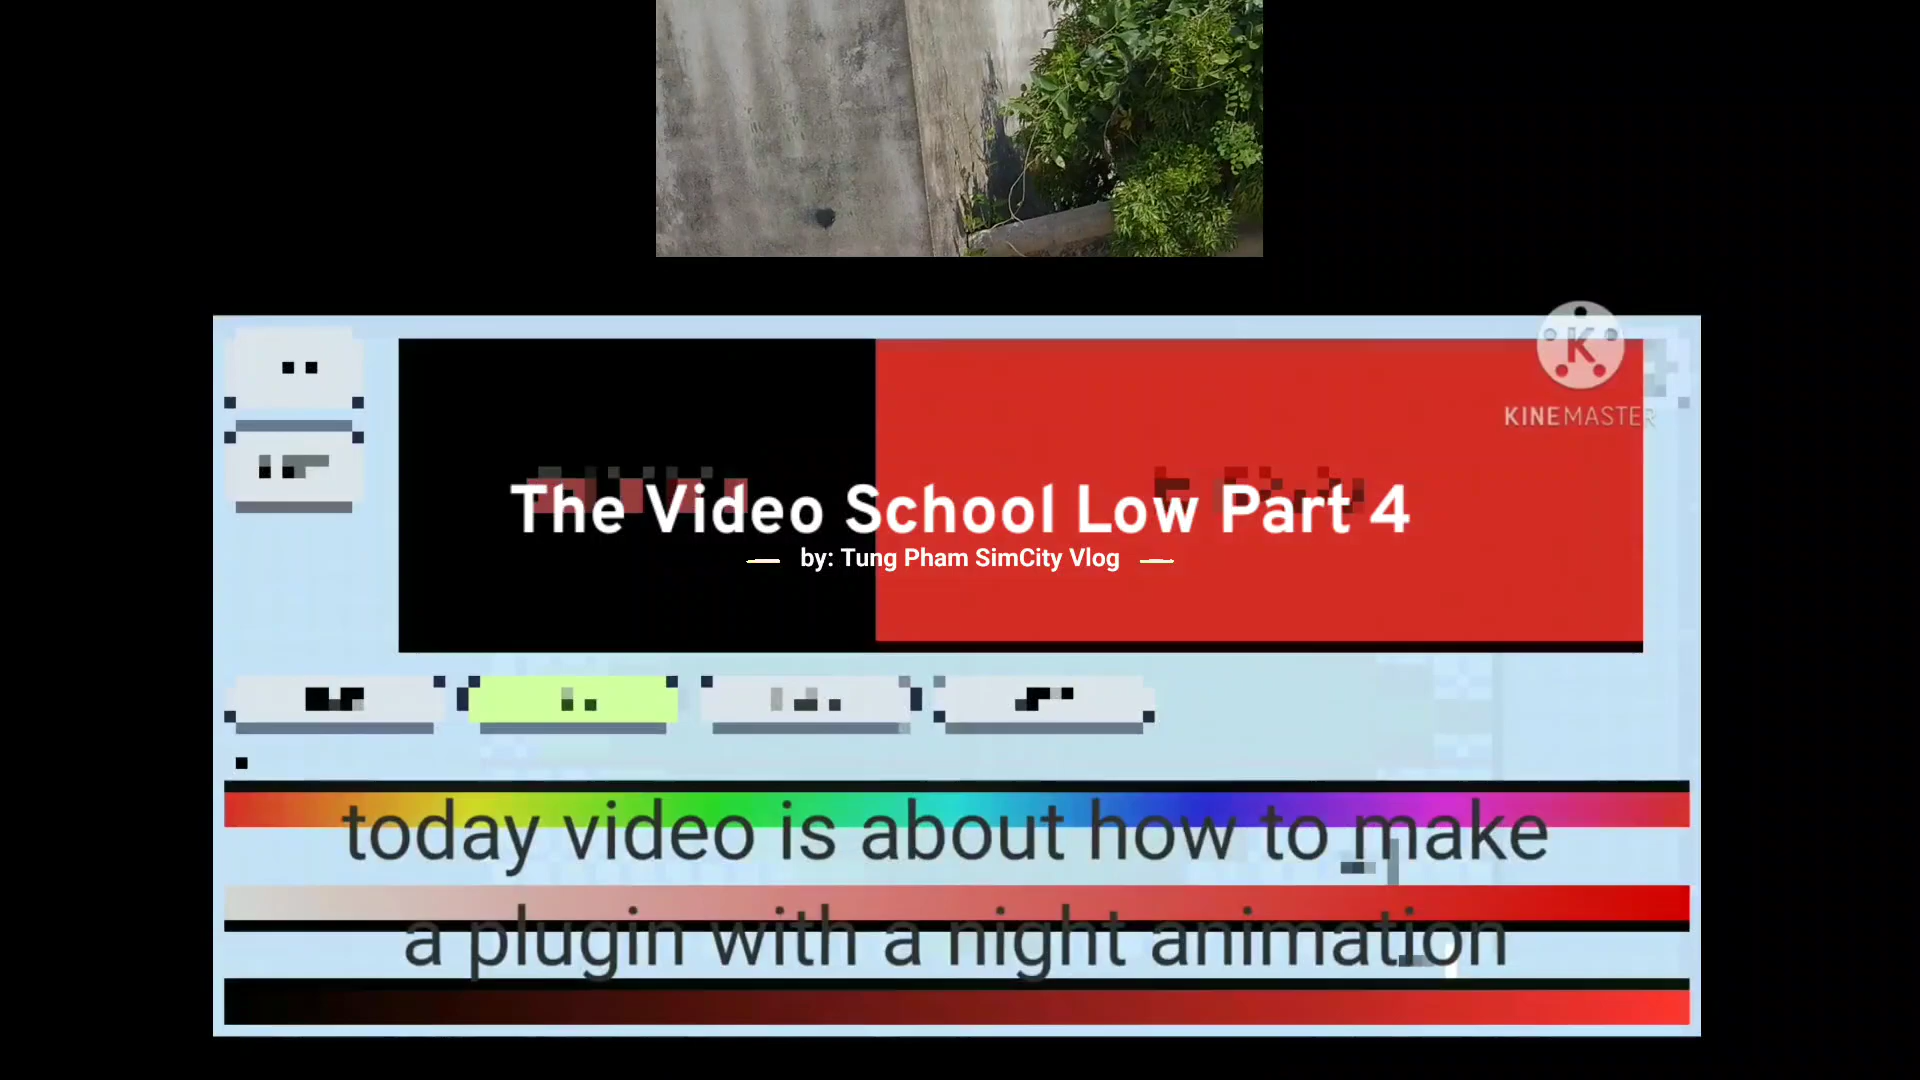 K
KINEMASTER
The Video School Low Part 4
by: Tung Pham SimCity Vlog
today video is about how to make
a plugin with a night animation